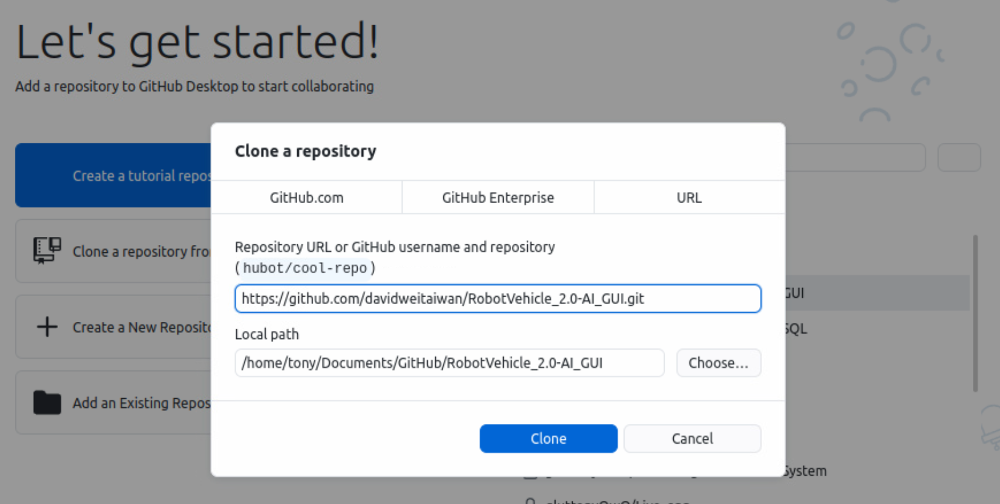 Let's get started!
Add a repository to GitHub Desktop to start collaborating
Create a tutorial repos
Clone a repository fro
Create a New Reposit
Add an Existing Repos
Clone a repository
GitHub.com
GitHub Enterprise
URL
Repository URL or GitHub username and repository
(hubot/cool-repo)
https://github.com/davidweitaiwan/RobotVehicle_2.0-AI_GUI.git
Local path
/home/tony/Documents/GitHub/RobotVehicle_2.0-AI_GUI
Choose...
Clone
Cancel
GUI
SQL
System